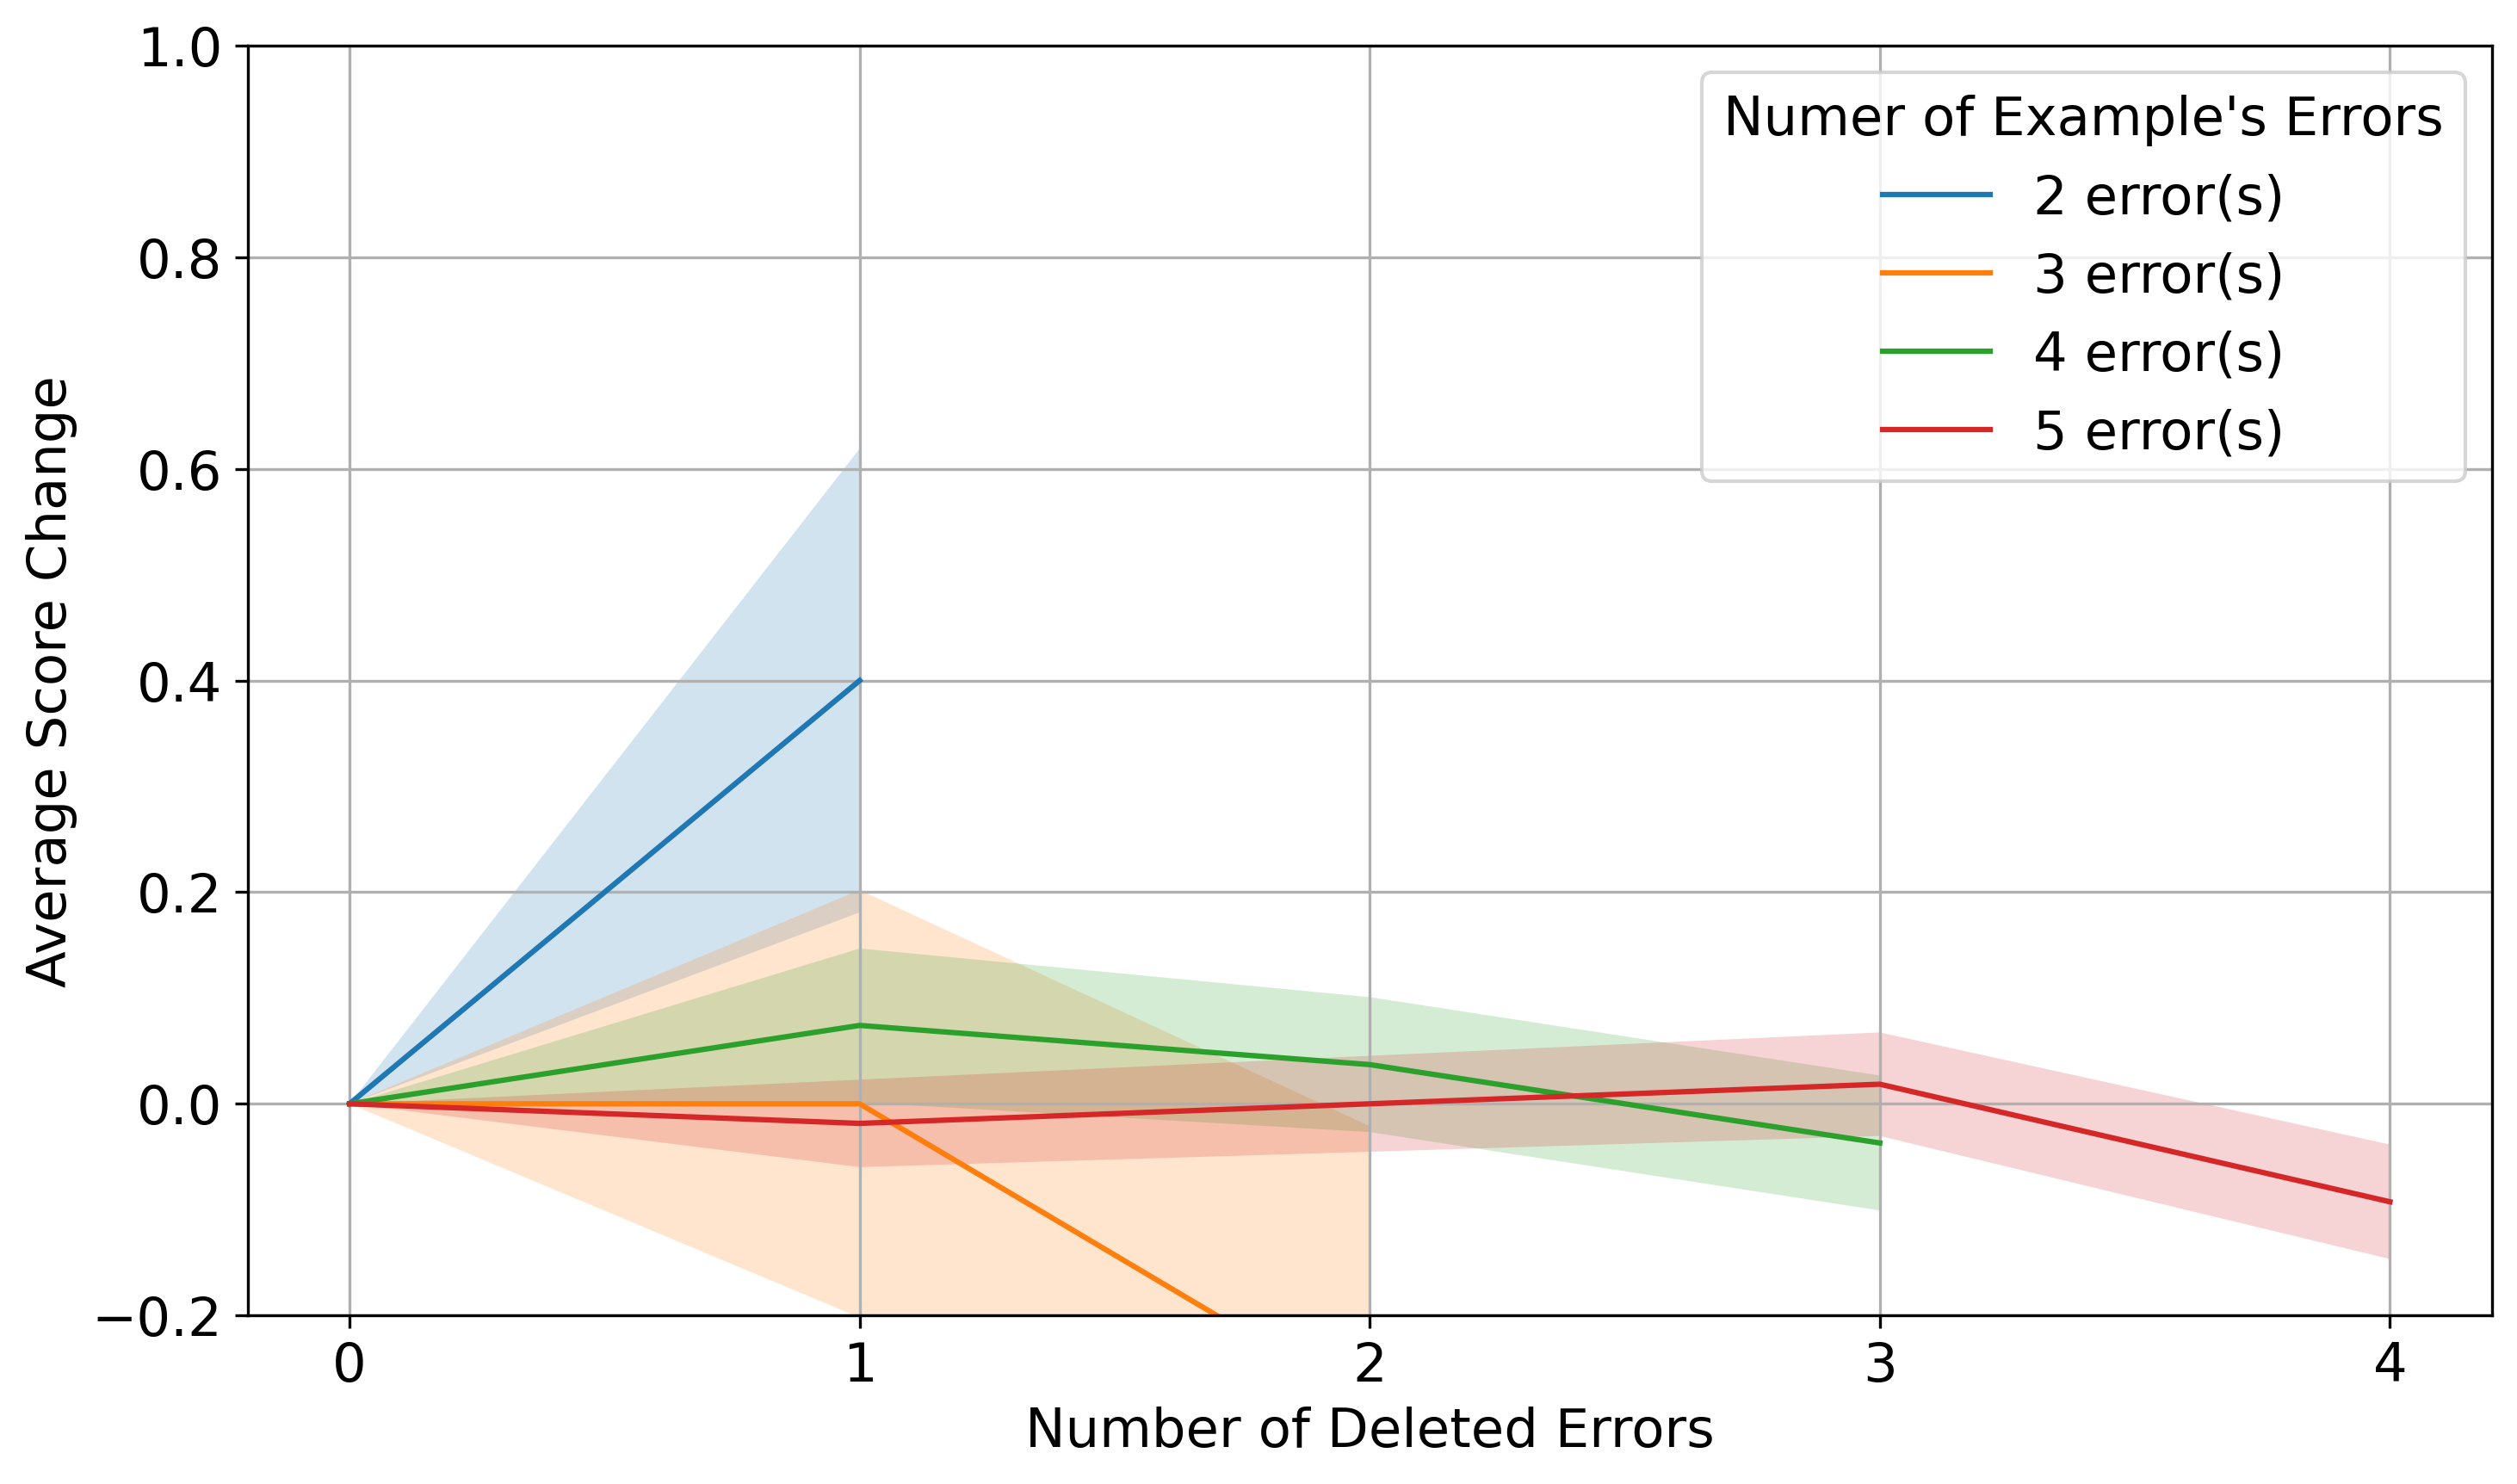 1.0
0.8
0.6
0.4
0.2
0.0
−0.2
Average Score Change
Numer of Example's Errors
2 error(s)
3 error(s)
4 error(s)
5 error(s)
0 1 2 3 4
Number of Deleted Errors